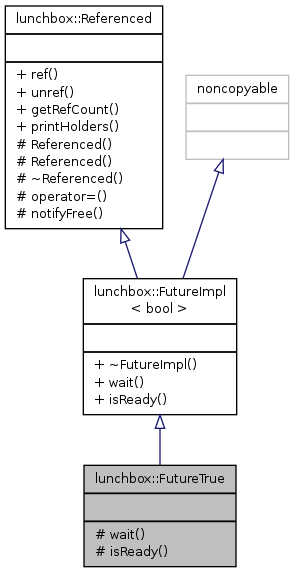 lunchbox::Referenced
+ ref()
+ unref()
+ getRefCount()
+ printHolders()
# Referenced()
# Referenced()
# ~Referenced()
# operator=()
# notifyFree()
noncopyable
lunchbox::FutureImpl
< bool >
+ ~FutureImpl()
+ wait()
+ isReady()
lunchbox::FutureTrue
# wait()
# isReady()